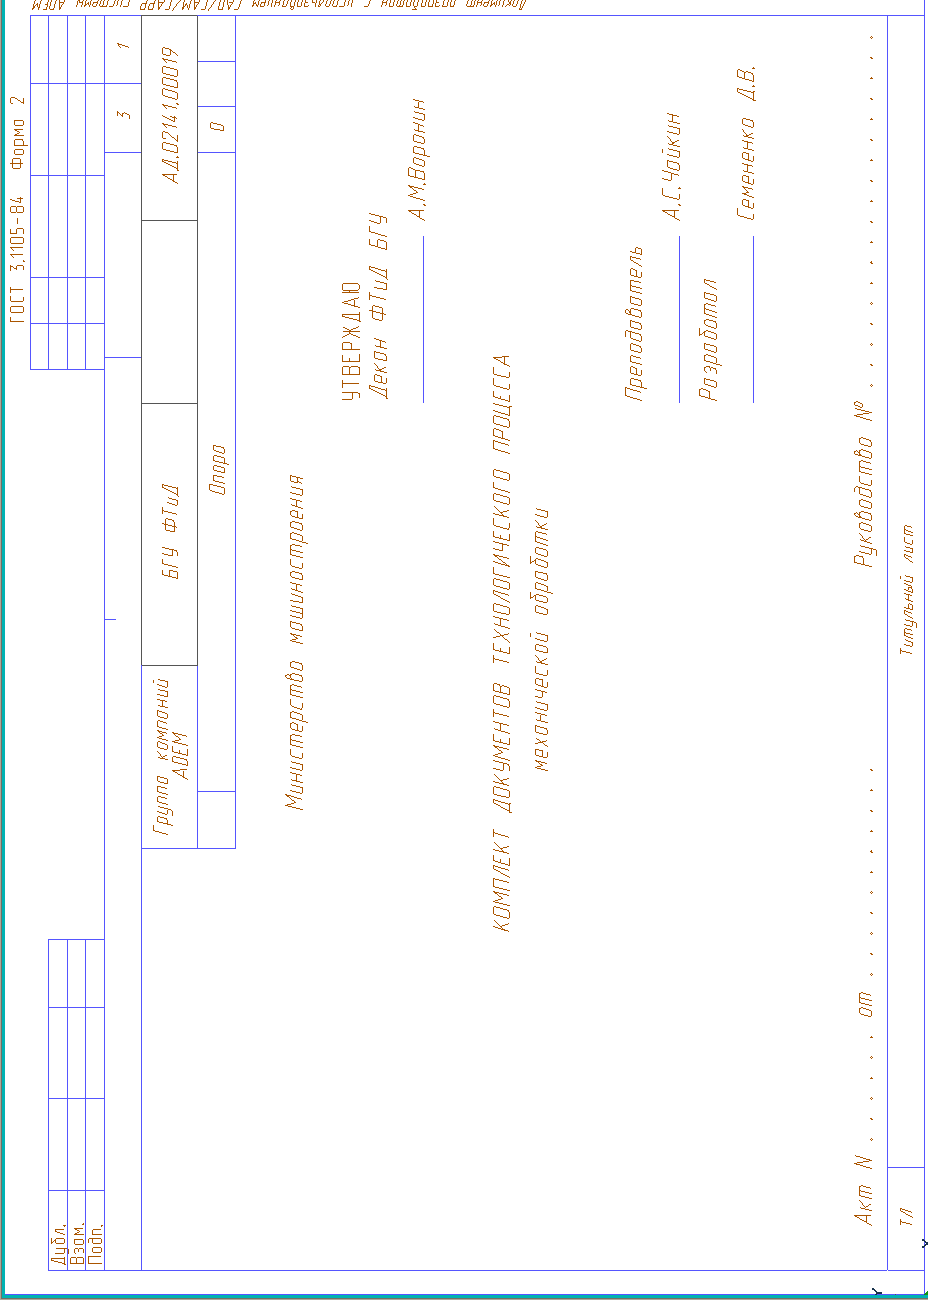 Документ разработан с использованием CAD/CAM/CAPP системы ADEM
ГОСТ 3.1105-84 Форма 2
Дубл.
Взам.
Подп.
3 1
Группа компаний
ADEM
БГУ ФТиД
АД.02141.00019
Опора
О
Министерство машиностроения
УТВЕРЖДАЮ
Декан ФТиД БГУ
А.М.Воронин
КОМПЛЕКТ ДОКУМЕНТОВ ТЕХНОЛОГИЧЕСКОГО ПРОЦЕССА
механической обработки
Преподаватель
А.С.Чайкин
Разработал
Семененко Д.В.
Акт N . . . . . . от . . . . . . . . . . . Руководство № . . . . . . . . . . . . . . . . . .
ТЛ Титульный лист
Y
X